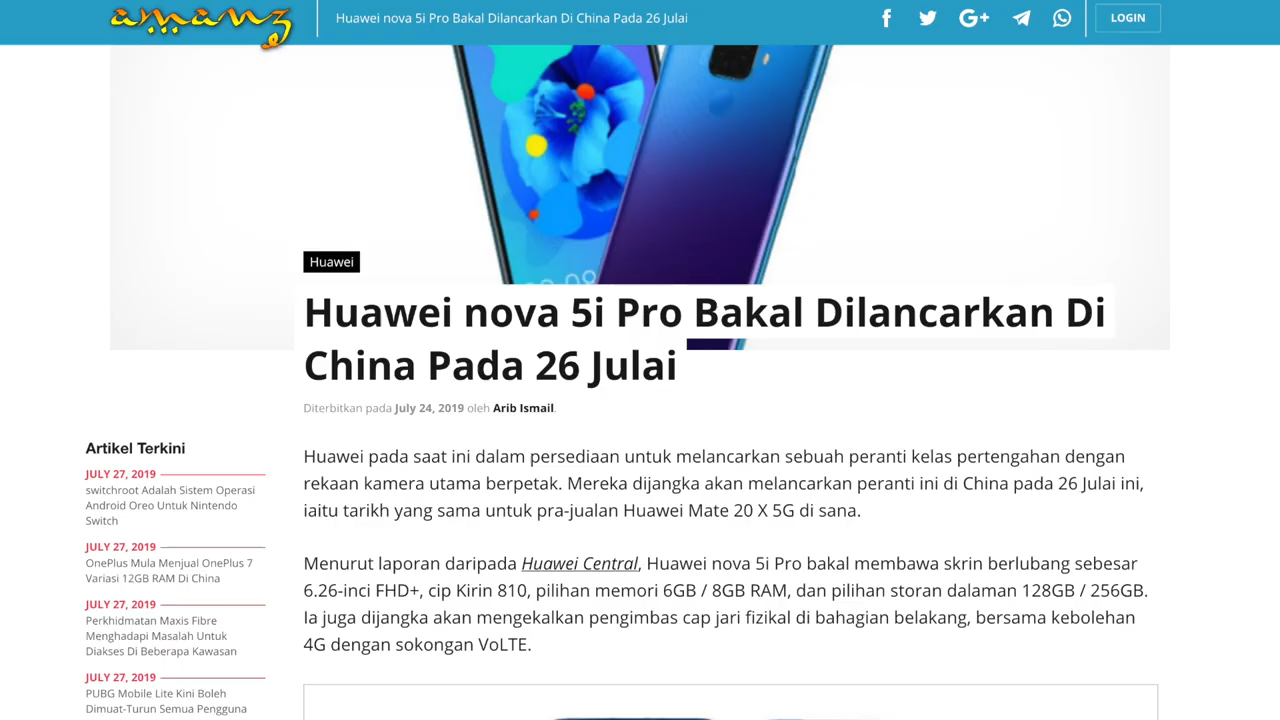 amanz
Huawei nova 5i Pro Bakal Dilancarkan Di China Pada 26 Julai
LOGIN
Huawei
Huawei nova 5i Pro Bakal Dilancarkan Di
China Pada 26 Julai
Diterbitkan pada July 24, 2019 oleh Arib Ismail.
Huawei pada saat ini dalam persediaan untuk melancarkan sebuah peranti kelas pertengahan dengan
rekaan kamera utama berpetak. Mereka dijangka akan melancarkan peranti ini di China pada 26 Julai ini,
iaitu tarikh yang sama untuk pra-jualan Huawei Mate 20 X 5G di sana.
Menurut laporan daripada Huawei Central, Huawei nova 5i Pro bakal membawa skrin berlubang sebesar
6.26-inci FHD+, cip Kirin 810, pilihan memori 6GB / 8GB RAM, dan pilihan storan dalaman 128GB / 256GB.
Ia juga dijangka akan mengekalkan pengimbas cap jari fizikal di bahagian belakang, bersama kebolehan
4G dengan sokongan VoLTE.
Artikel Terkini
JULY 27, 2019
switchroot Adalah Sistem Operasi
Android Oreo Untuk Nintendo
Switch
JULY 27, 2019
OnePlus Mula Menjual OnePlus 7
Variasi 12GB RAM Di China
JULY 27, 2019
Perkhidmatan Maxis Fibre
Menghadapi Masalah Untuk
Diakses Di Beberapa Kawasan
JULY 27, 2019
PUBG Mobile Lite Kini Boleh
Dimuat-Turun Semua Pengguna